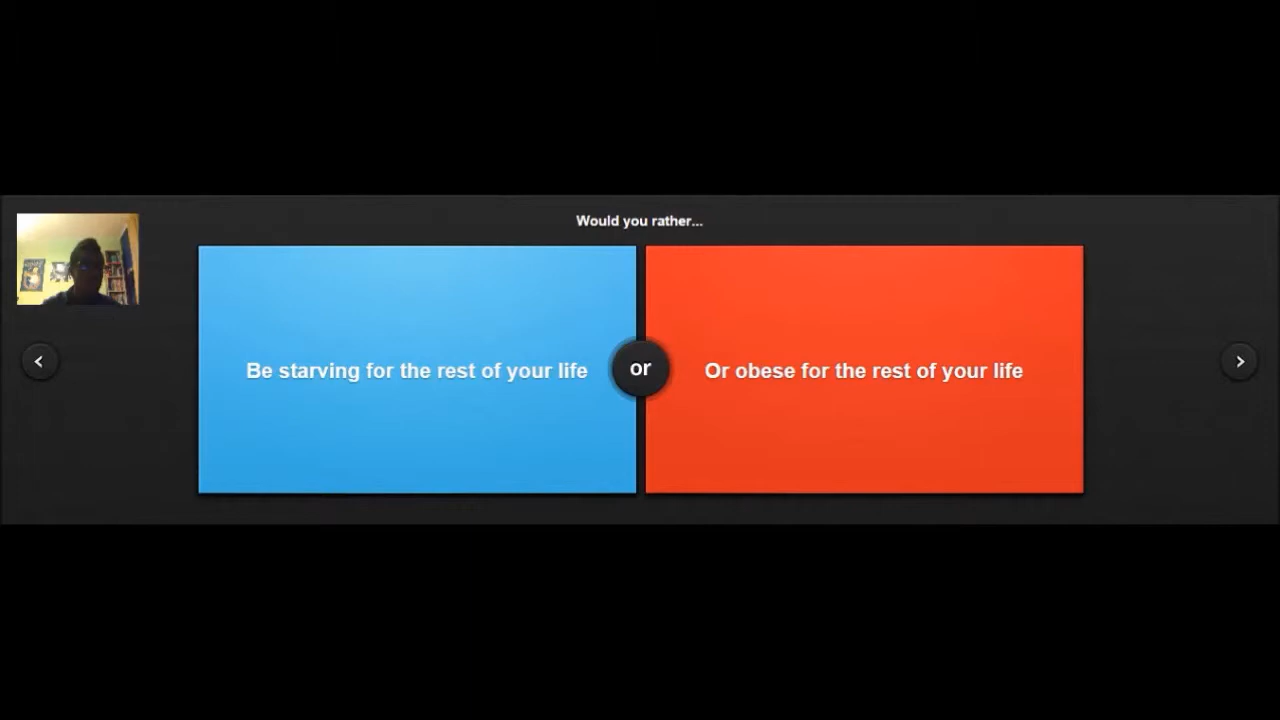 Would you rather...
Be starving for the rest of your life
or
Or obese for the rest of your life